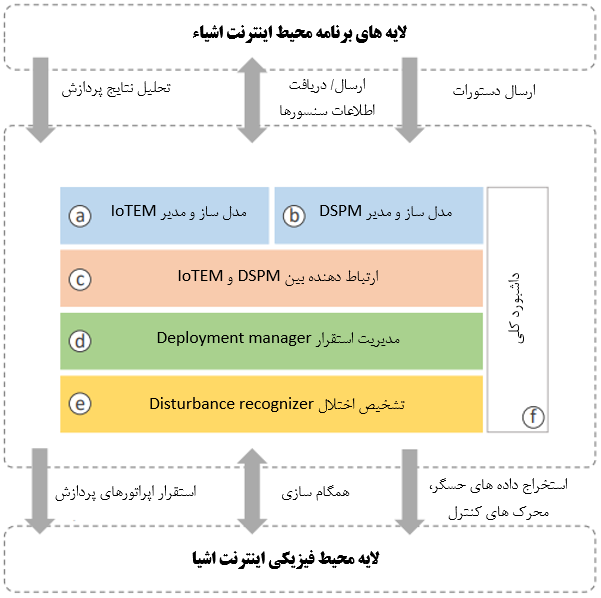 لایه های برنامه محیط اینترنت اشیاء
ارسال دستورات
ارسال/ دریافت
اطلاعات سنسورها
تحلیل نتایج پردازش
a
مدل ساز و مدیر IoTEM
b
مدل ساز و مدیر DSPM
c
ارتباط دهنده بین DSPM و IoTEM
d
مدیریت استقرار Deployment manager
e
تشخیص اختلال Disturbance recognizer
داشبورد کلی
f
استخراج داده های حسگر،
محرک های کنترل
همگام سازی
استقرار اپراتورهای پردازش
لایه محیط فیزیکی اینترنت اشیا